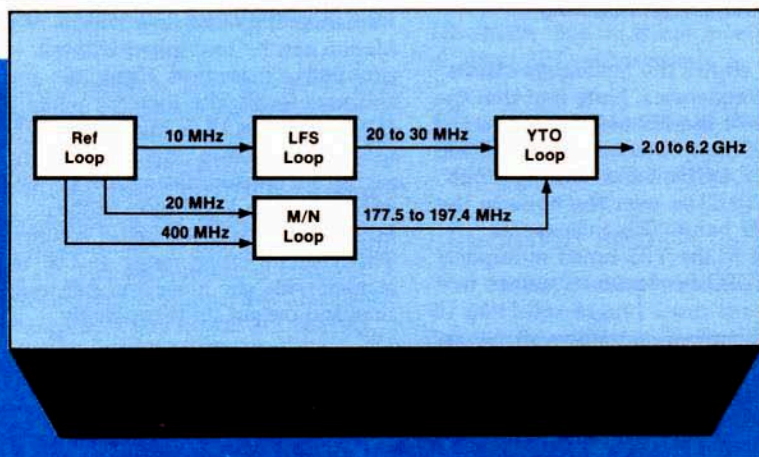 Ref
Loop
10 MHz
LFS
Loop
20 to 30 MHz
YTO
Loop
2.0 to 6.2 GHz
20 MHz
400 MHz
M/N
Loop
177.5 to 197.4 MHz